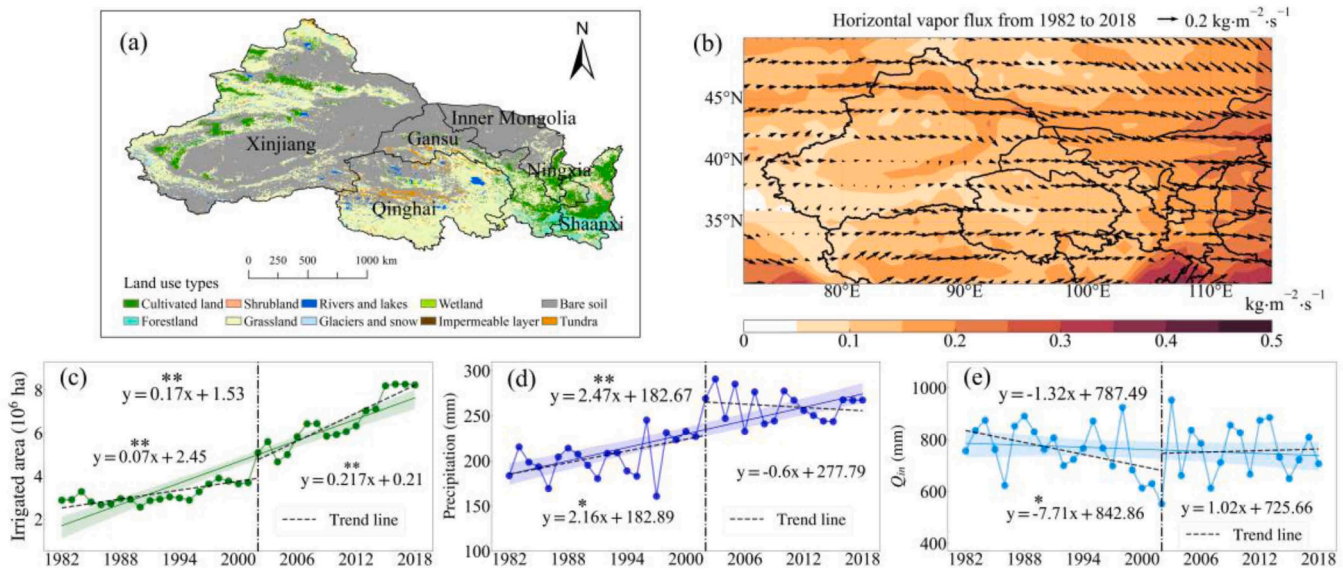 (a)
N
Xinjiang
Inner Mongolia
Gansu
Ningxia
Qinghai
Shaanxi
0 250 500 1000 km
Land use types
Cultivated land Shrubland Rivers and lakes Wetland Bare soil
Forestland Grassland Glaciers and snow Impermeable layer Tundra
Horizontal vapor flux from 1982 to 2018 0.2 kg·m⁻²·s⁻¹
(b)
45°N
40°N
35°N
80°E 90°E 100°E 110°E
kg·m⁻²·s⁻¹
0 0.1 0.2 0.3 0.4 0.5
(c)
Irrigated area (10⁶ ha)
8
6
4
2
**
y=0.17x+1.53
**
y=0.07x+2.45
**
y=0.217x+0.21
Trend line
1982 1988 1994 2000 2006 2012 2018
(d)
Precipitation (mm)
300
250
200
150
100
**
y=2.47x+182.67
-0.6x+277.79
*
y=2.16x+182.89
Trend line
1982 1988 1994 2000 2006 2012 2018
(e)
Qin (mm)
1000
800
600
400
y=-1.32x+787.49
*
y=-7.71x+842.86
y=1.02x+725.66
Trend line
1982 1988 1994 2000 2006 2012 2018